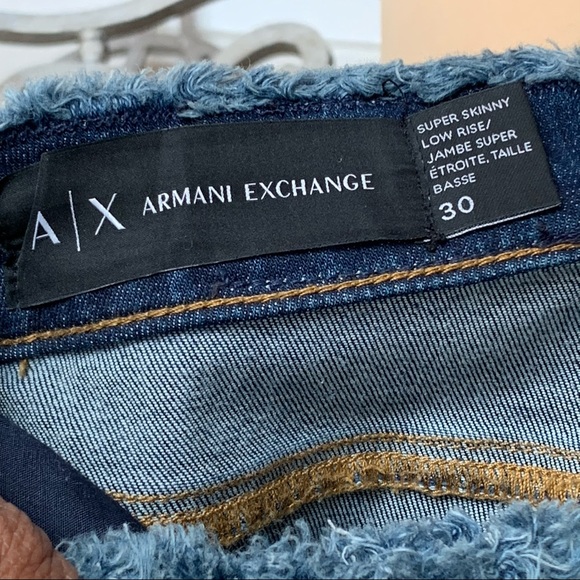 A|X ARMANI EXCHANGE
SUPER SKINNY
LOW RISE/
JAMBE SUPER
ÉTROITE, TAILLE
BASSE
30